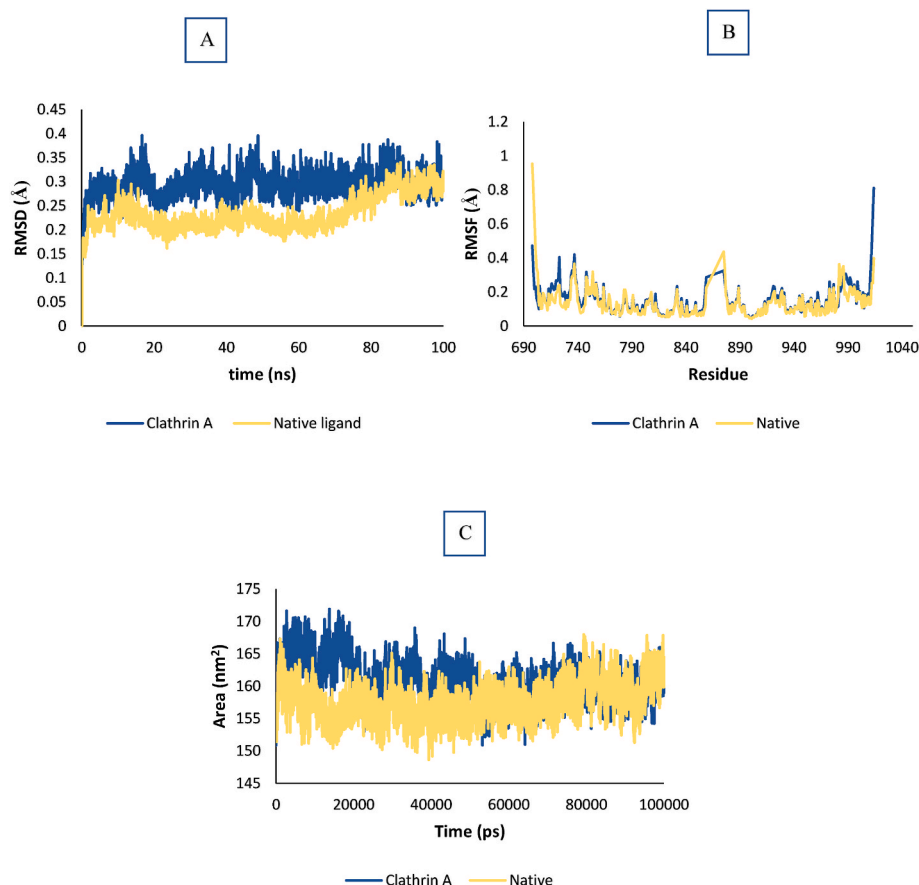 A
0.45
0.4
0.35
0.3
0.25
0.2
0.15
0.1
0.05
0
RMSD (Å)
0 20 40 60 80 100
time (ns)
Clathrin A Native ligand
B
1.2
1
0.8
0.6
0.4
0.2
0
RMSF (Å)
690 740 790 840 890 940 990 1040
Residue
Clathrin A Native
C
175
170
165
160
155
150
145
Area (nm²)
0 20000 40000 60000 80000 100000
Time (ps)
Clathrin A Native